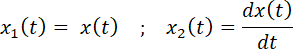 x₁(t) = x(t) ; x₂(t) = dx(t)/dt